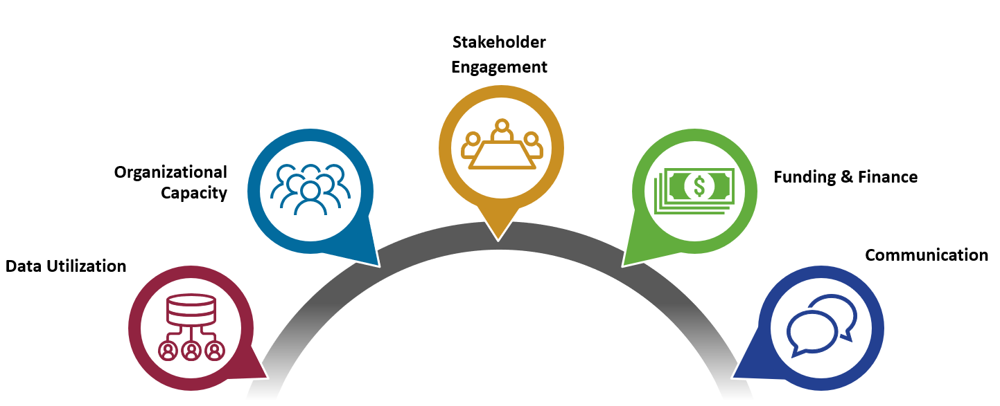 Stakeholder
Engagement
Organizational
Capacity
Funding & Finance
$
Data Utilization
Communication